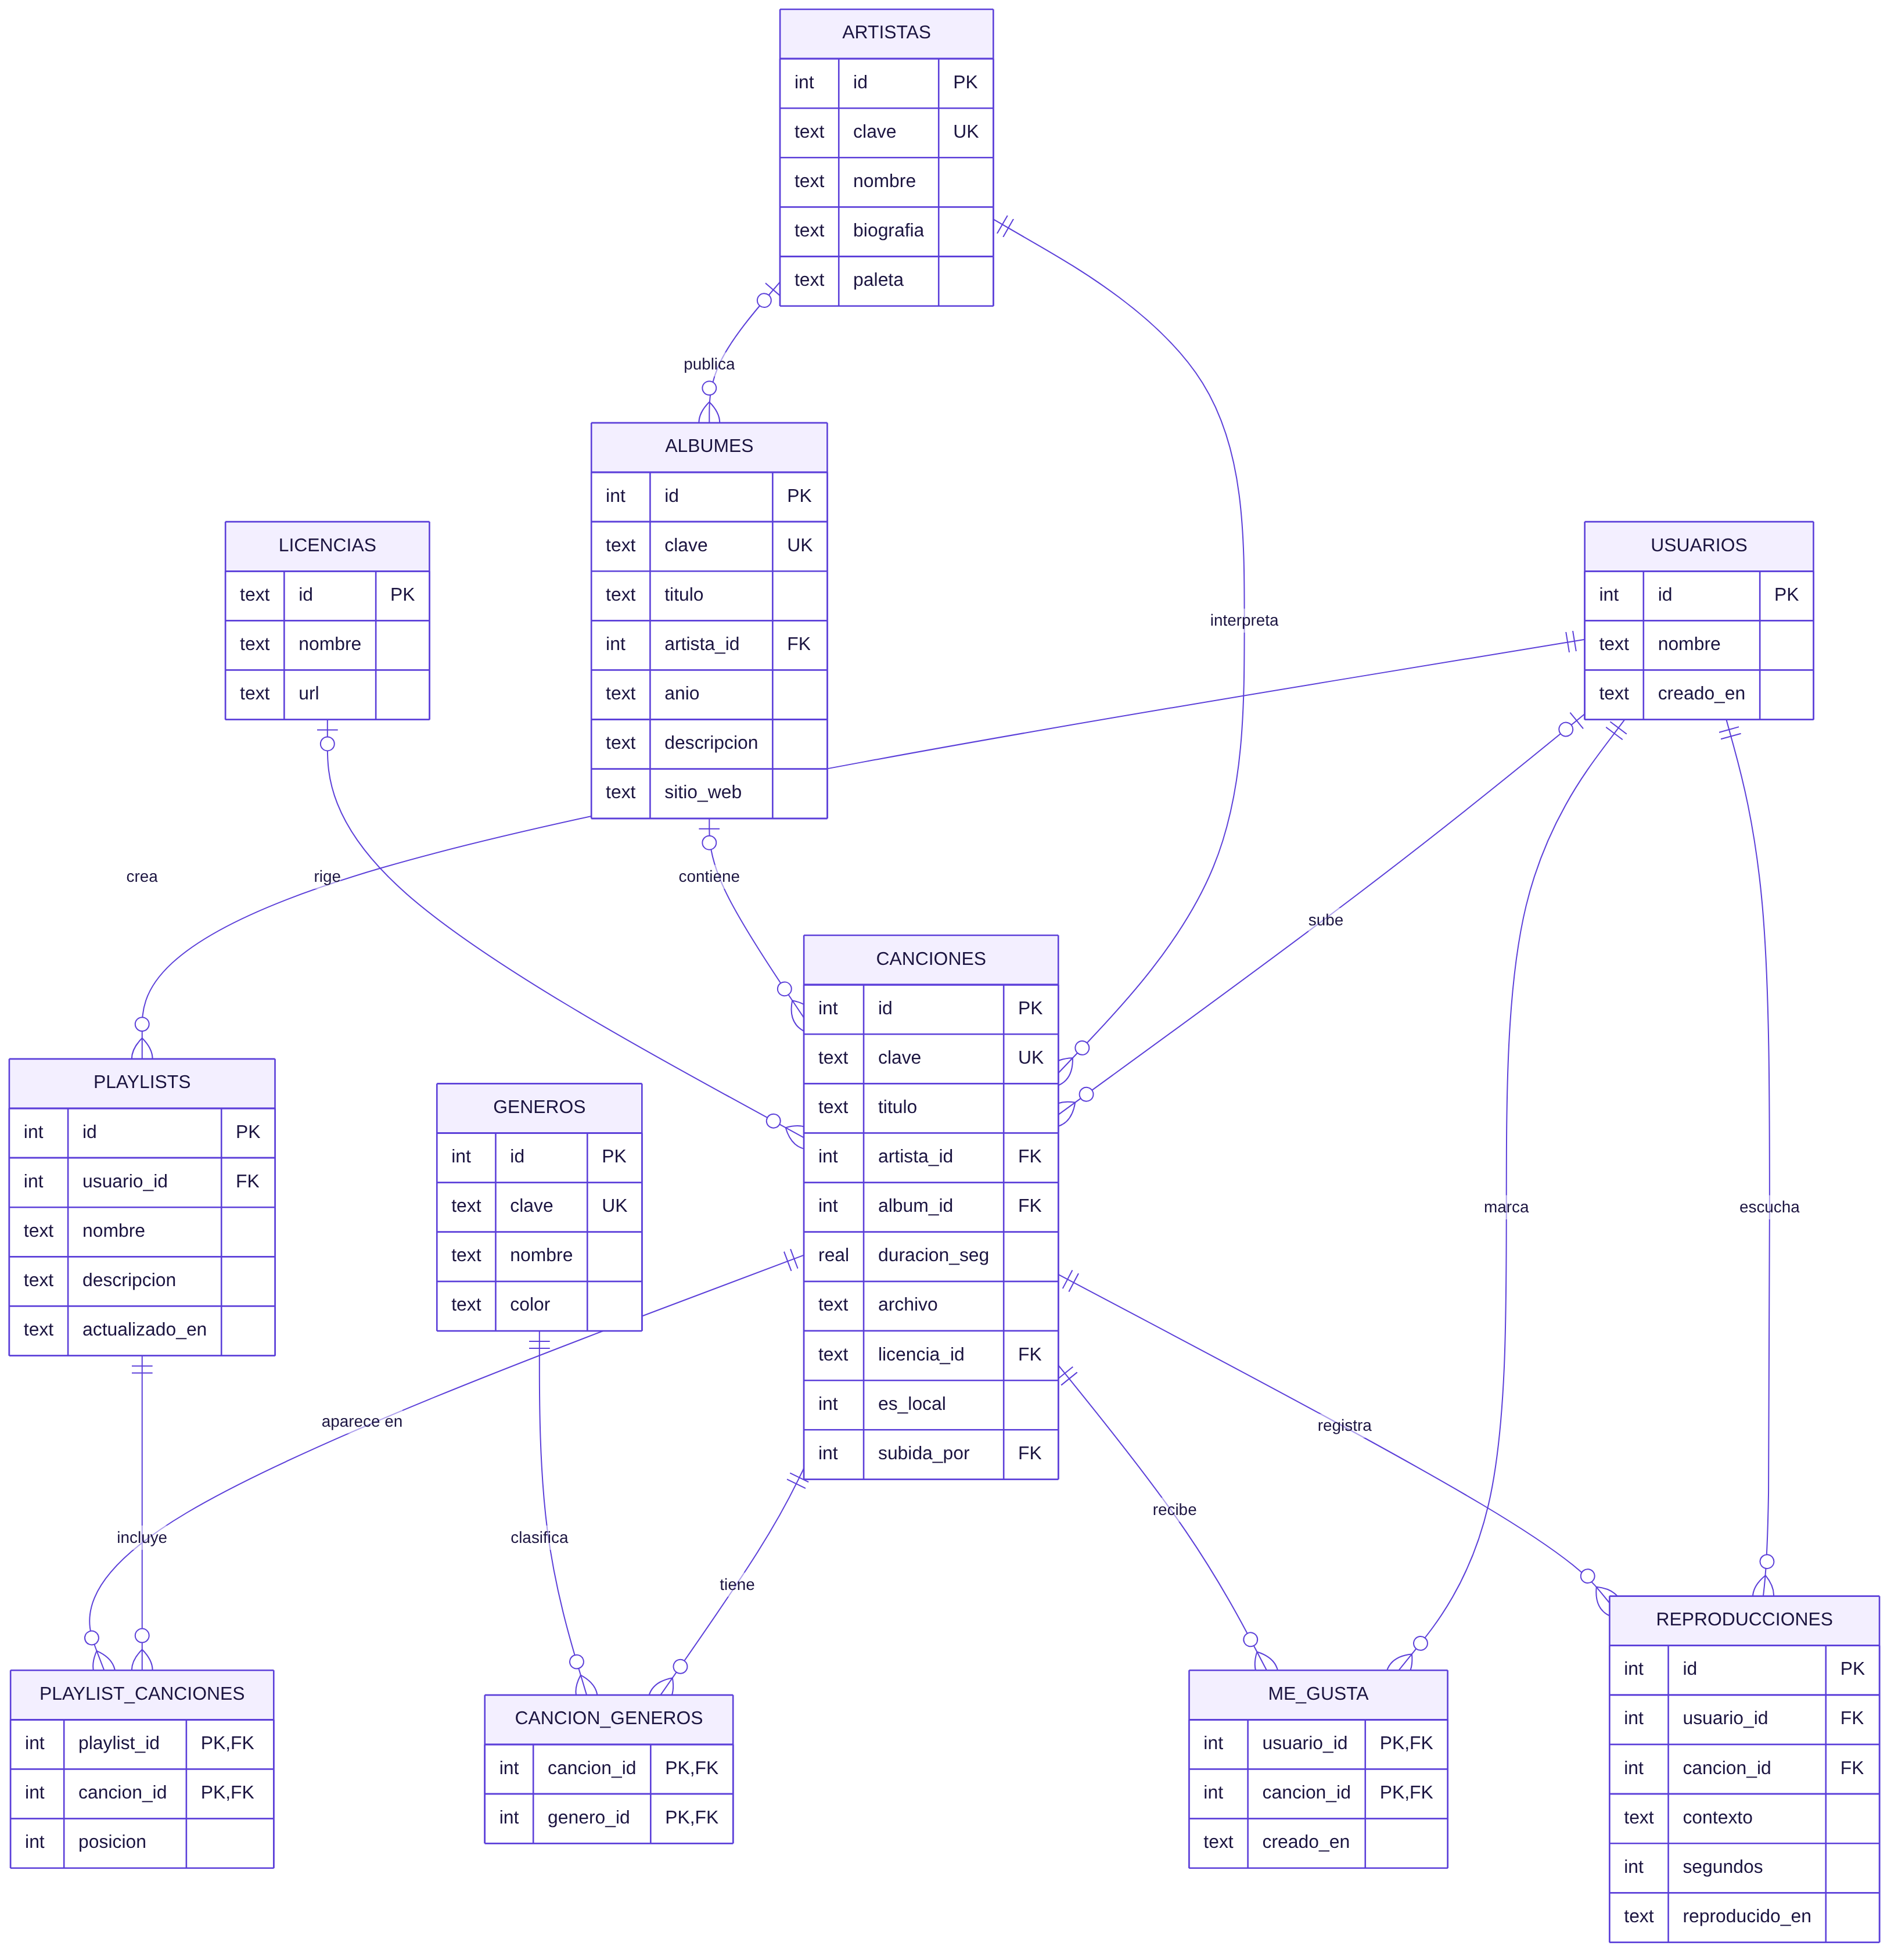 ARTISTAS
int id PK
text clave UK
text nombre
text biografia
text paleta
publica
ALBUMES
int id PK
text clave UK
text titulo
int artista_id FK
text anio
text descripcion
text sitio_web
LICENCIAS
text id PK
text nombre
text url
USUARIOS
int id PK
text nombre
text creado_en
interpreta
crea
rige
contiene
sube
CANCIONES
int id PK
text clave UK
text titulo
int artista_id FK
int album_id FK
real duracion_seg
text archivo
text licencia_id FK
int es_local
int subida_por FK
PLAYLISTS
int id PK
int usuario_id FK
text nombre
text descripcion
text actualizado_en
GENEROS
int id PK
text clave UK
text nombre
text color
marca
escucha
aparece en
registra
incluye
clasifica
recibe
tiene
PLAYLIST_CANCIONES
int playlist_id PK,FK
int cancion_id PK,FK
int posicion
CANCION_GENEROS
int cancion_id PK,FK
int genero_id PK,FK
ME_GUSTA
int usuario_id PK,FK
int cancion_id PK,FK
text creado_en
REPRODUCCIONES
int id PK
int usuario_id FK
int cancion_id FK
text contexto
int segundos
text reproducido_en